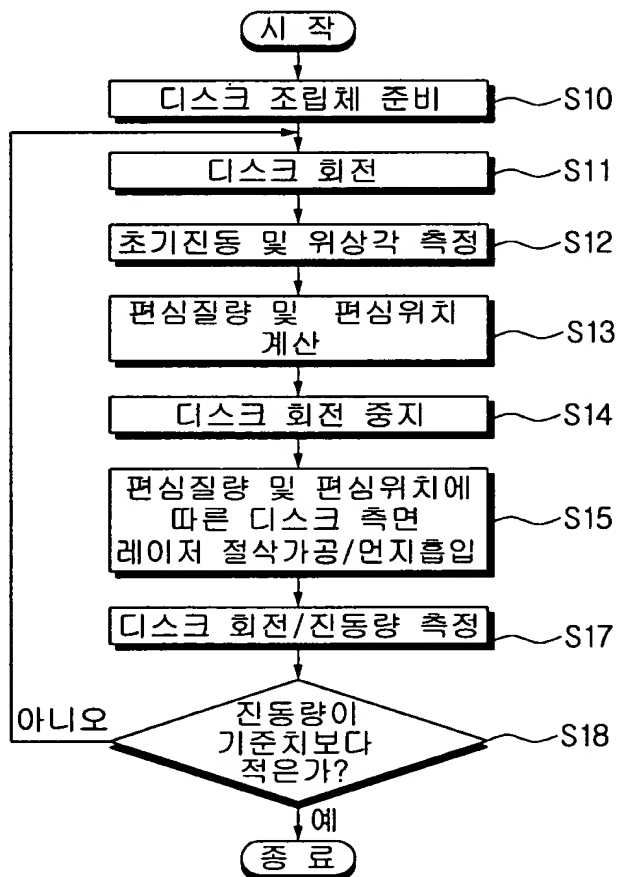 시 작
디스크 조립체 준비 S10
디스크 회전 S11
초기진동 및 위상각 측정 S12
편심질량 및 편심위치
계산
S13
디스크 회전 중지 S14
편심질량 및 편심위치에
따른 디스크 측면
레이저 절삭가공/먼지흡입
S15
디스크 회전/진동량 측정 S17
아니오
진동량이
기준치보다
적은가?
S18
예
종 료